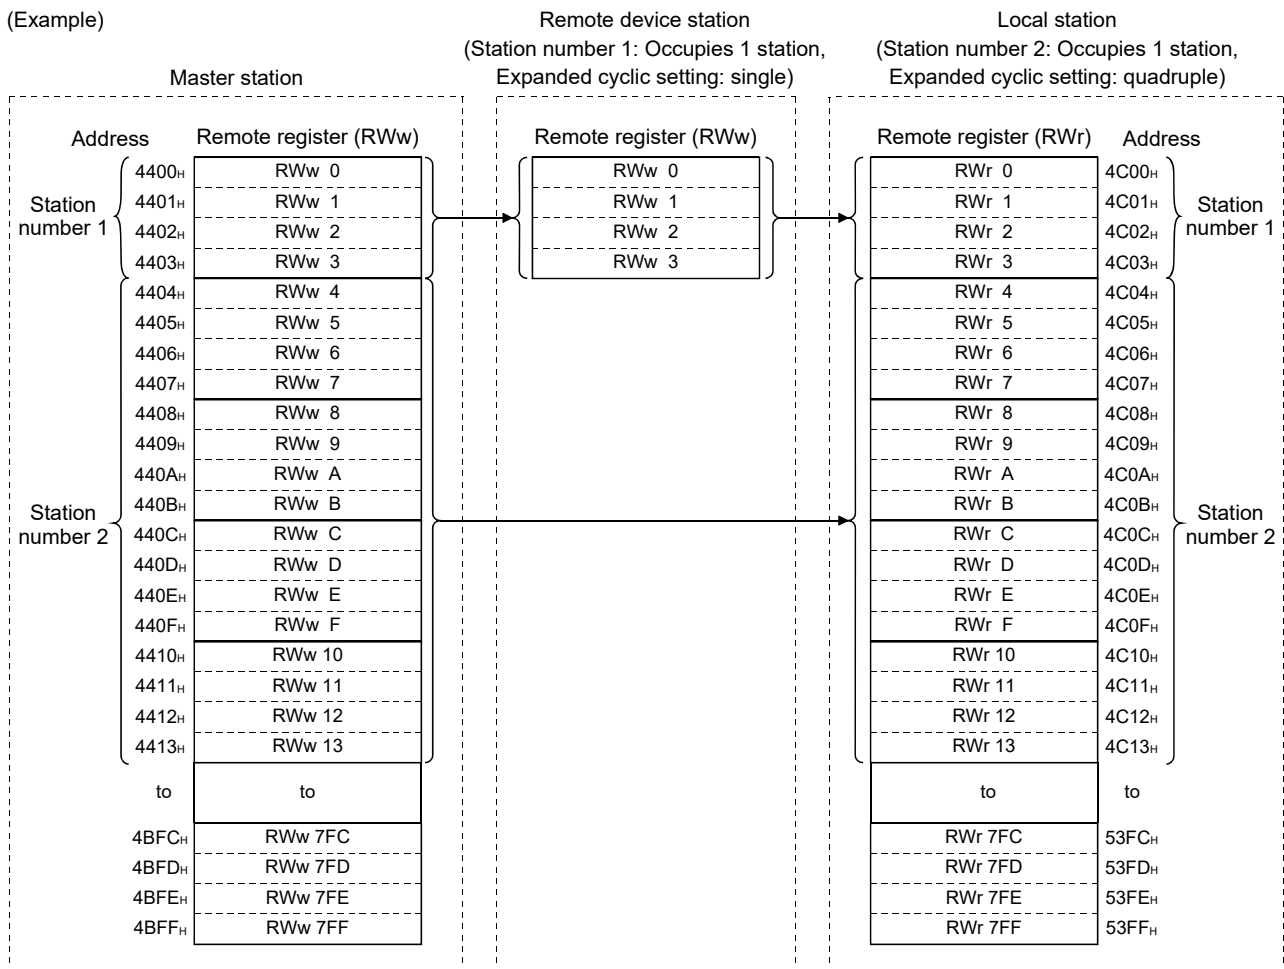 (Example)
Master station
Remote device station
(Station number 1: Occupies 1 station,
Expanded cyclic setting: single)
Local station
(Station number 2: Occupies 1 station,
Expanded cyclic setting: quadruple)
Address Remote register (RWw) Remote register (RWw) Remote register (RWr) Address
4400H RWw 0 RWw 0 RWr 0 4C00H
4401H RWw 1 RWw 1 RWr 1 4C01H
Station
number 1
Station
number 1
4402H RWw 2 RWw 2 RWr 2 4C02H
4403H RWw 3 RWw 3 RWr 3 4C03H
4404H RWw 4 RWr 4 4C04H
4405H RWw 5 RWr 5 4C05H
4406H RWw 6 RWr 6 4C06H
4407H RWw 7 RWr 7 4C07H
4408H RWw 8 RWr 8 4C08H
4409H RWw 9 RWr 9 4C09H
440AH RWw A RWr A 4C0AH
440BH RWw B RWr B 4C0BH
Station
number 2
Station
number 2
440CH RWw C RWr C 4C0CH
440DH RWw D RWr D 4C0DH
440EH RWw E RWr E 4C0EH
440FH RWw F RWr F 4C0FH
4410H RWw 10 RWr 10 4C10H
4411H RWw 11 RWr 11 4C11H
4412H RWw 12 RWr 12 4C12H
4413H RWw 13 RWr 13 4C13H
to to to to
4BFCH RWw 7FC RWr 7FC 53FCH
4BFDH RWw 7FD RWr 7FD 53FDH
4BFEH RWw 7FE RWr 7FE 53FEH
4BFFH RWw 7FF RWr 7FF 53FFH